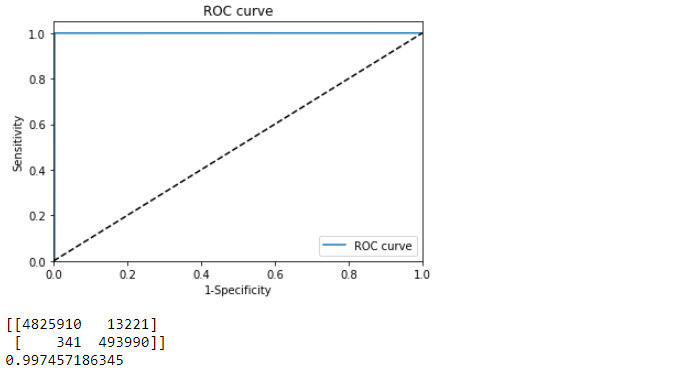 ROC curve
1.0
0.8
0.6
0.4
0.2
0.0
Sensitivity
ROC curve
0.0 0.2 0.4 0.6 0.8 1.0
1-Specificity
[[4825910 13221]
[ 341 493990]]
0.997457186345